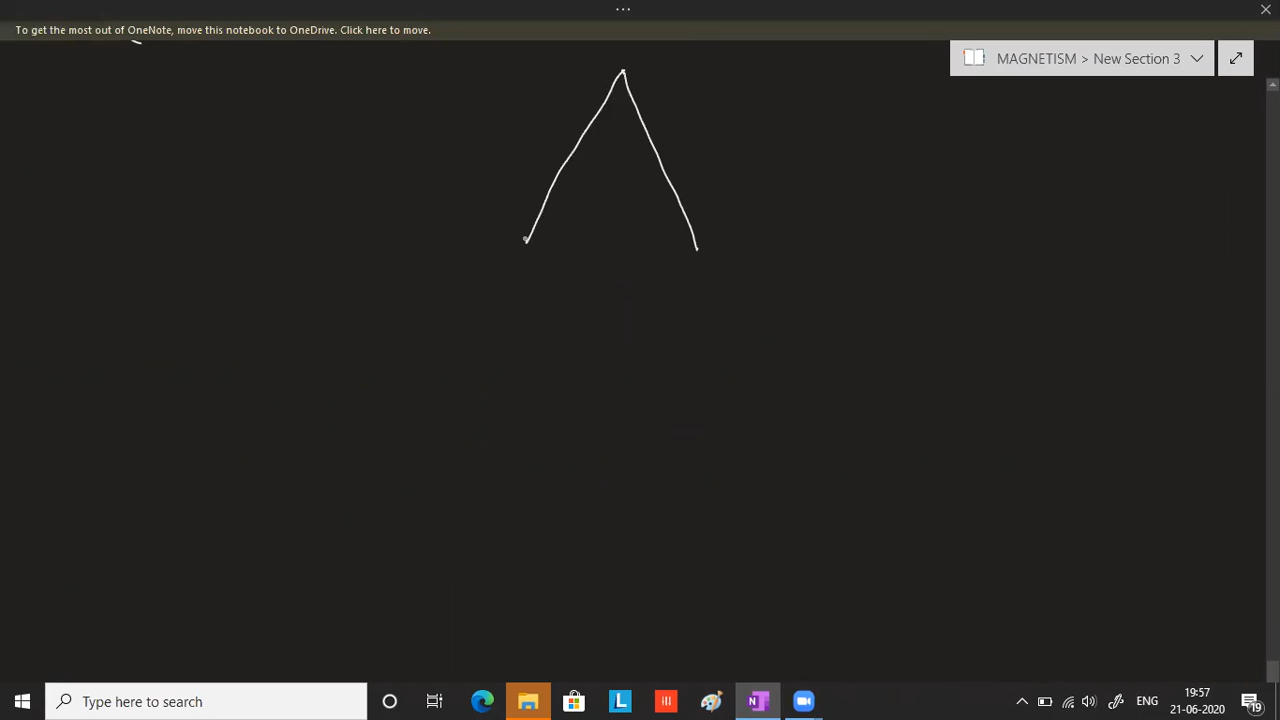 ...
To get the most out of OneNote, move this notebook to OneDrive. Click here to move.
MAGNETISM > New Section 3
Type here to search
L
N
ENG
19:57
21-06-2020
19